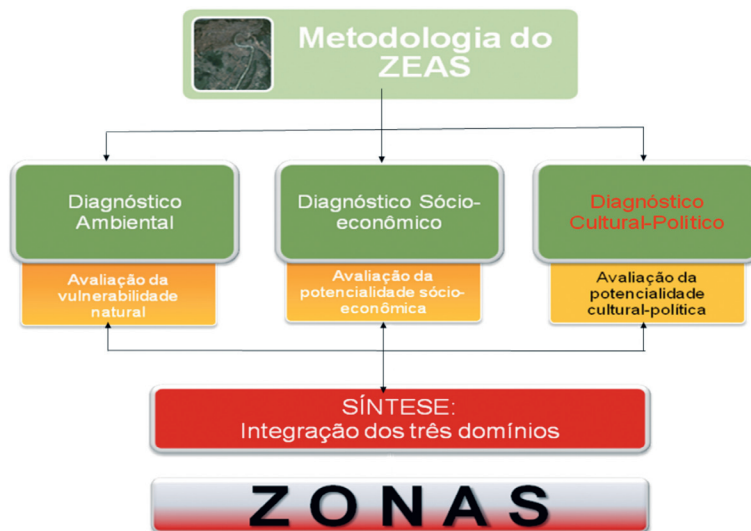 Metodologia do
ZEAS
Diagnóstico
Ambiental
Diagnóstico Sócio-
econômico
Diagnóstico
Cultural-Político
Avaliação da
vulnerabilidade
natural
Avaliação da
potencialidade sócio-
econômica
Avaliação da
potencialidade
cultural-política
SÍNTESE:
Integração dos três domínios
ZONAS